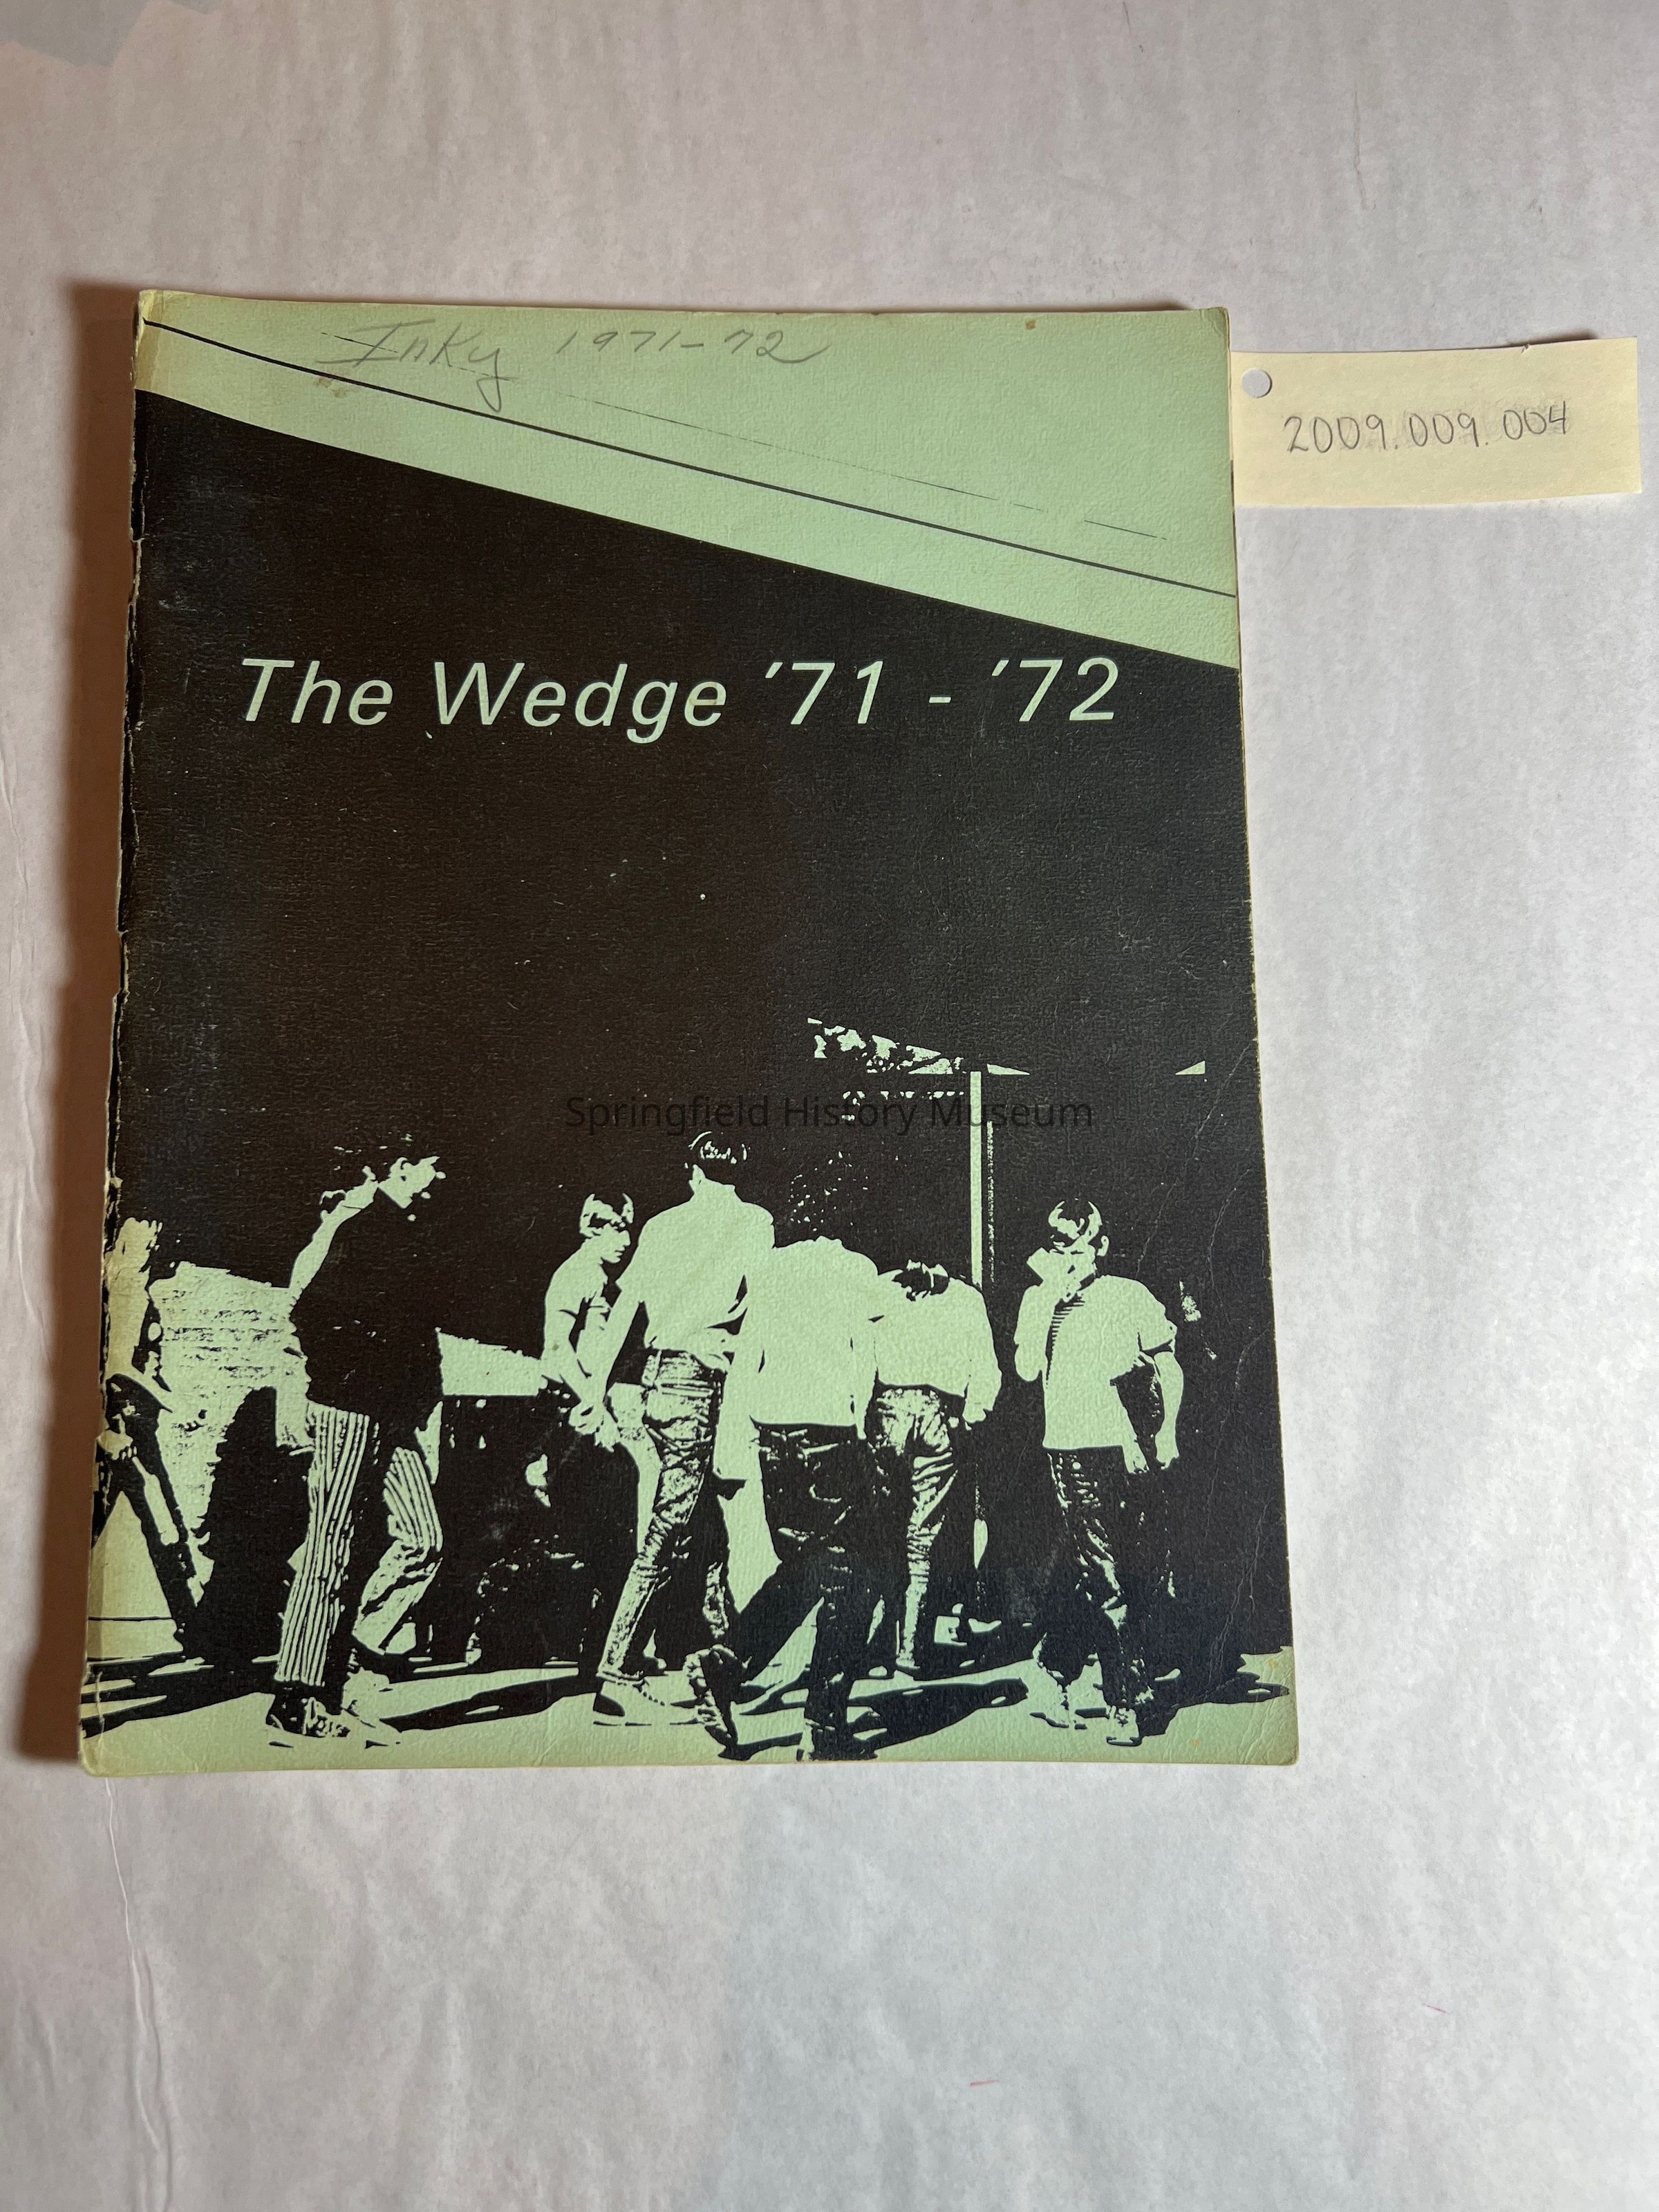 Inky 1971-72
2009.009.004
The Wedge '71 - '72
Springfield History Museum